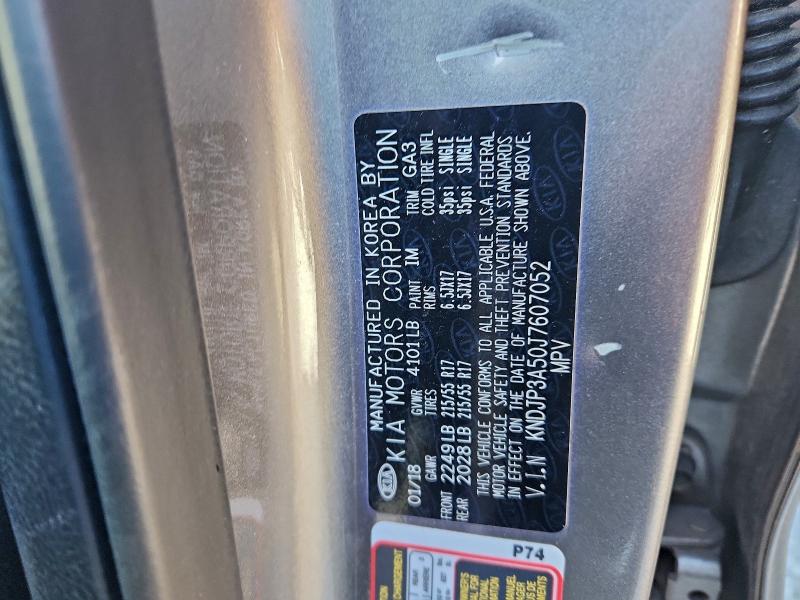 MANUFACTURED IN KOREA BY
KIA KIA MOTORS CORPORATION
01/18 GVWR 4101LB PAINT IM TRIM GA3
GAWR TIRES RIMS COLD TIRE INFL
FRONT 2249LB 215/55 R17 6.5JX17 35psi SINGLE
REAR 2028LB 215/55 R17 6.5JX17 35psi SINGLE
THIS VEHICLE CONFORMS TO ALL APPLICABLE U.S.A. FEDERAL
MOTOR VEHICLE SAFETY AND THEFT PREVENTION STANDARDS
IN EFFECT ON THE DATE OF MANUFACTURE SHOWN ABOVE.
V.I.N KNDJP3A50J7607052
MPV
P74